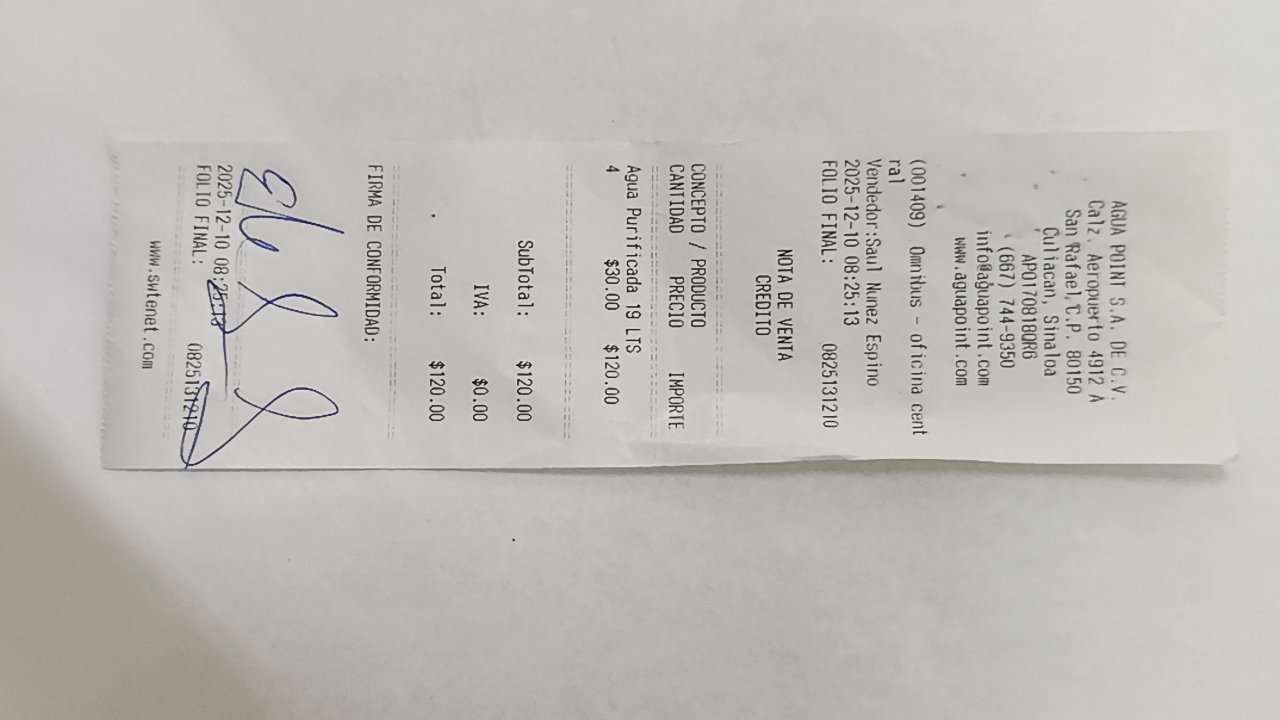 AGUA POINT S.A. DE C.V.
Calz. Aeropuerto 4912 A
San Rafael,C.P. 80150
Culiacan, Sinaloa
APO170818QR6
(667) 744-9350
info@aguapoint.com
www.aguapoint.com
(001409) Omnibus - oficina cent
ral
Vendedor:Saul Nunez Espino
2025-12-10 08:25:13
FOLIO FINAL: 0825131210
NOTA DE VENTA
CREDITO
CONCEPTO / PRODUCTO
CANTIDAD PRECIO IMPORTE
Agua Purificada 19 LTS
4 $30.00 $120.00
SubTotal: $120.00
IVA: $0.00
Total: $120.00
FIRMA DE CONFORMIDAD:
2025-12-10 08:25:13
FOLIO FINAL: 0825131210
www.swtenet.com